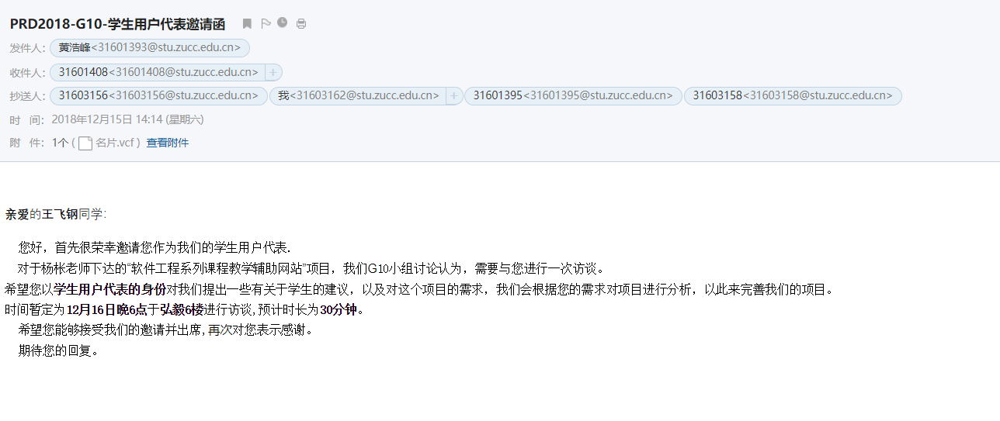 PRD2018-G10-学生用户代表邀请函
发件人： 黄浩峰<31601393@stu.zucc.edu.cn>
收件人： 31601408<31601408@stu.zucc.edu.cn> +
抄送人： 31603156<31603156@stu.zucc.edu.cn> 我<31603162@stu.zucc.edu.cn> + 31601395<31601395@stu.zucc.edu.cn> 31603158<31603158@stu.zucc.edu.cn>
时 间： 2018年12月15日 14:14 (星期六)
附 件： 1个 ( 名片.vcf ) 查看附件
亲爱的王飞钢同学:
您好，首先很荣幸邀请您作为我们的学生用户代表.
对于杨枨老师下达的“软件工程系列课程教学辅助网站”项目，我们G10小组讨论认为，需要与您进行一次访谈。
希望您以学生用户代表的身份对我们提出一些有关于学生的建议，以及对这个项目的需求，我们会根据您的需求对项目进行分析，以此来完善我们的项目。
时间暂定为12月16日晚6点于弘毅6楼进行访谈,预计时长为30分钟。
希望您能够接受我们的邀请并出席,再次对您表示感谢。
期待您的回复。